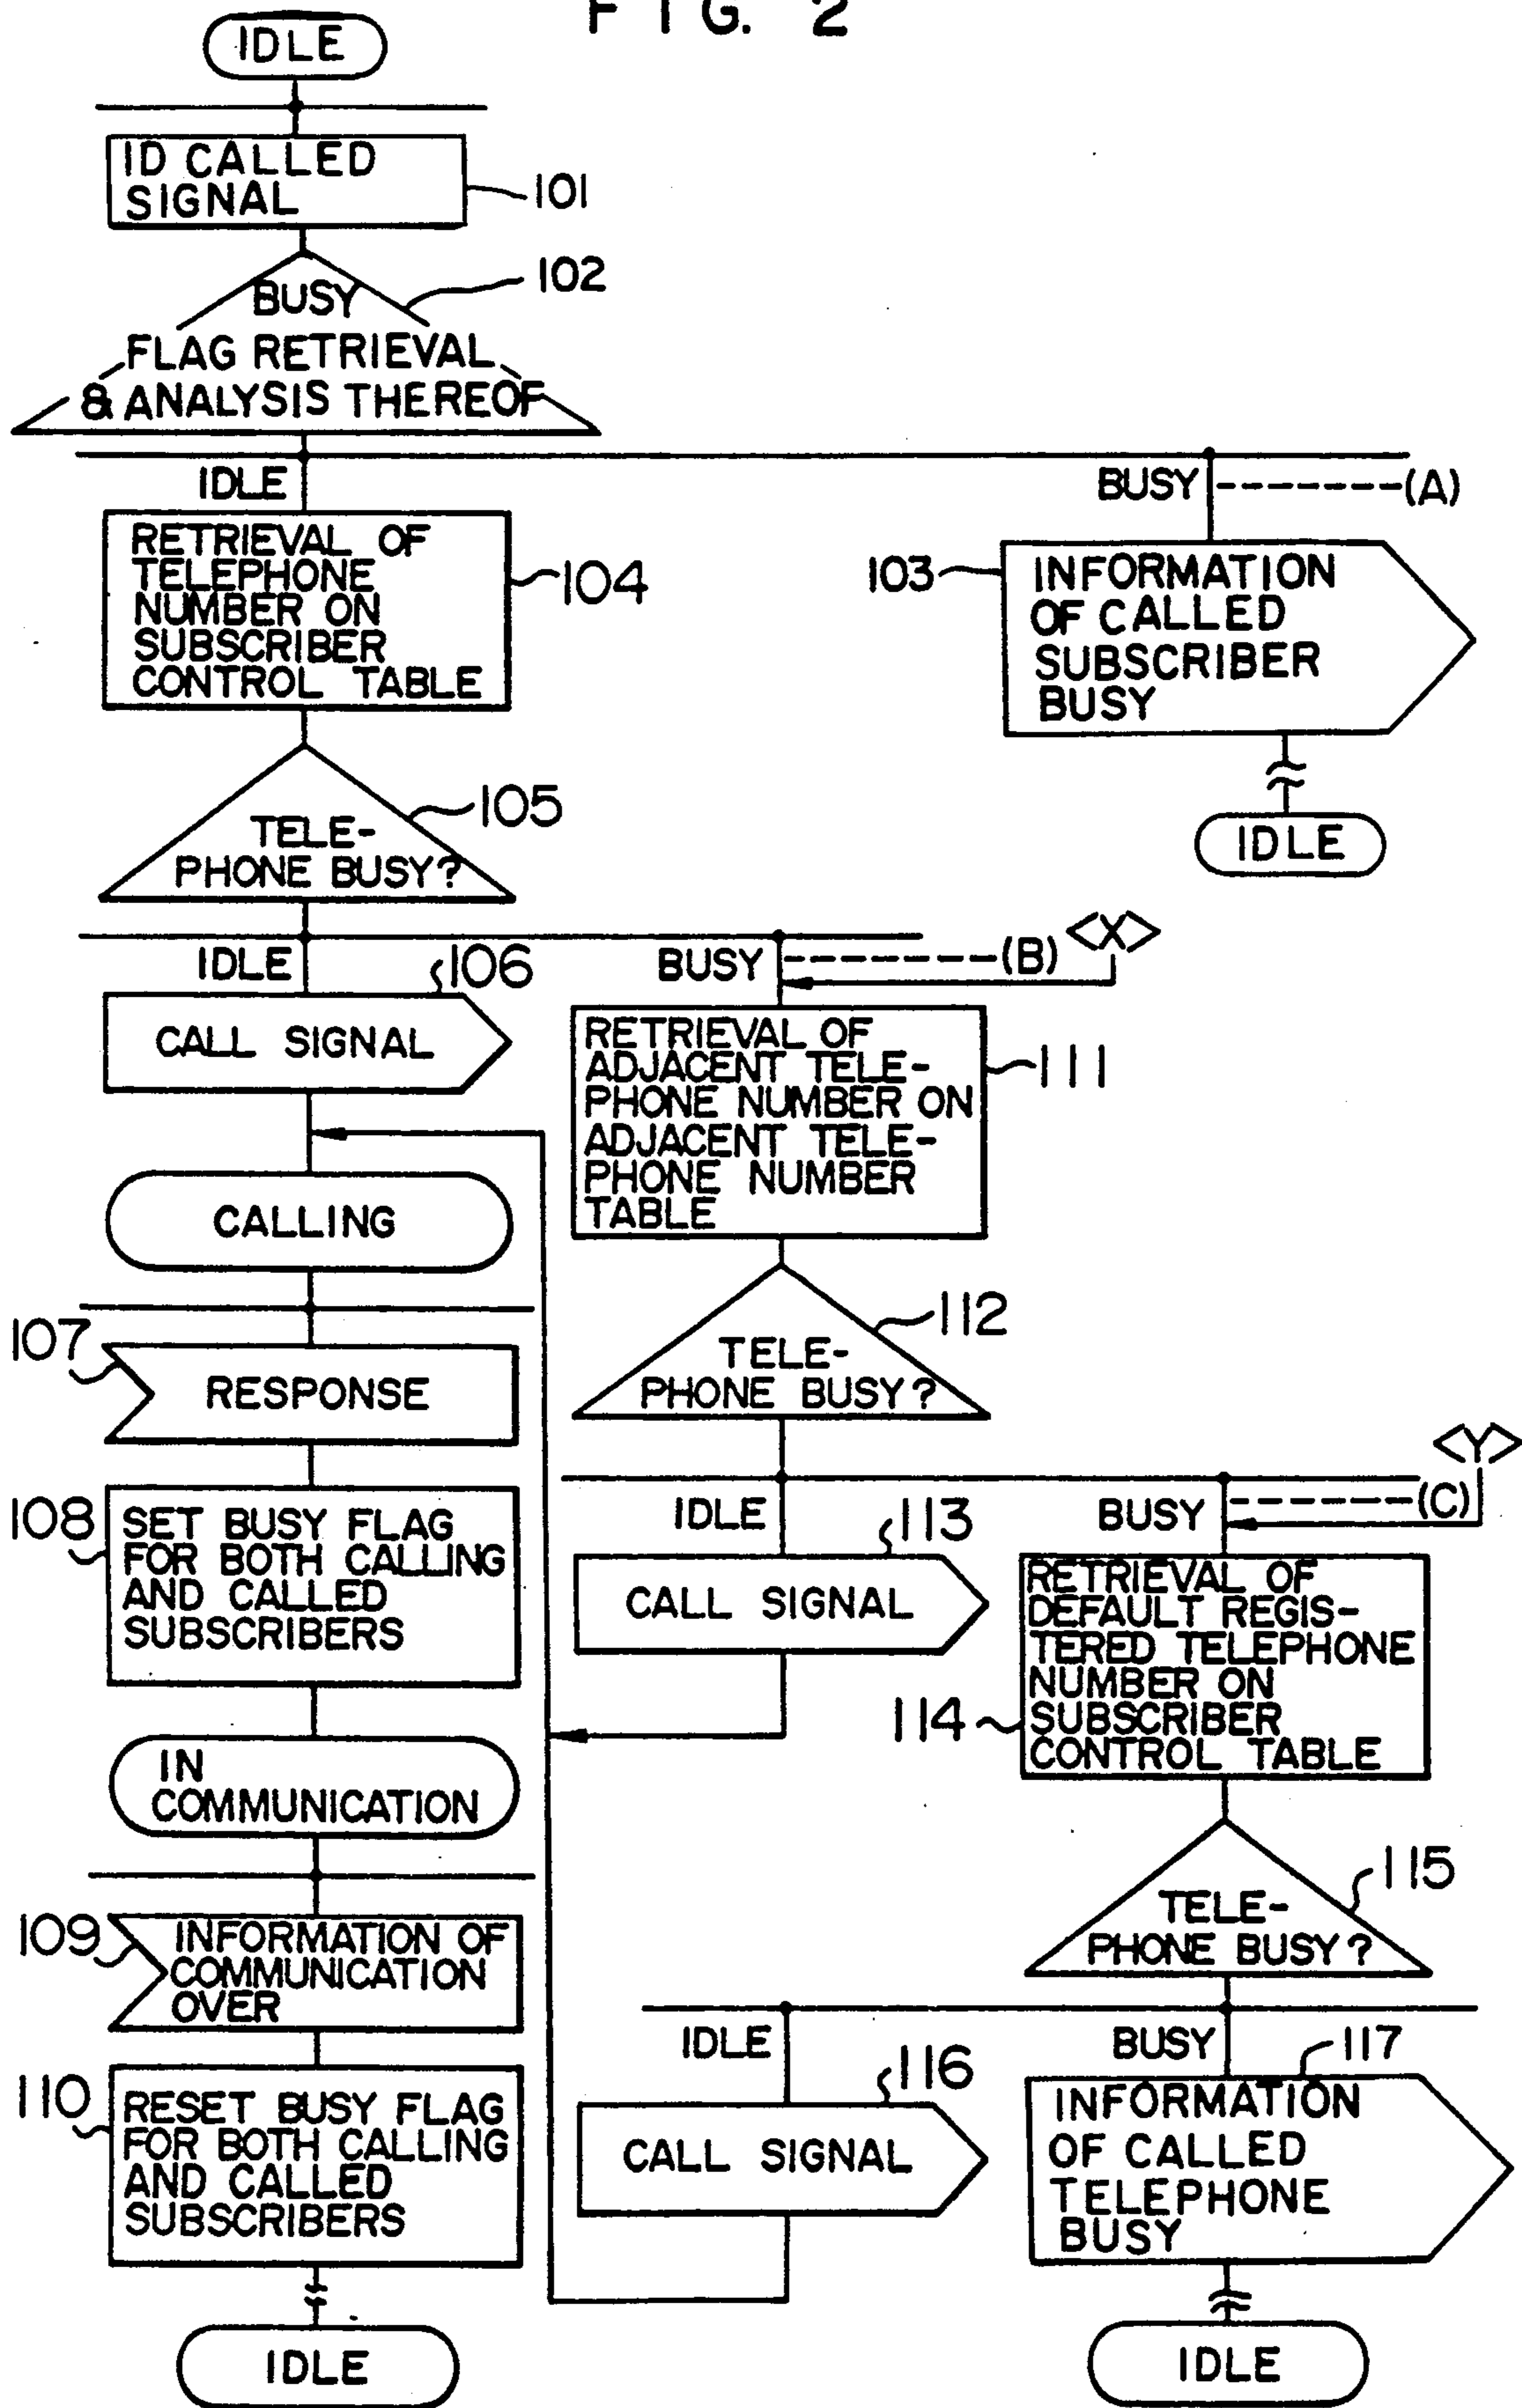 FIG. 2
IDLE
ID CALLED
SIGNAL
101
BUSY
FLAG RETRIEVAL
& ANALYSIS THEREOF
102
IDLE
BUSY
(A)
RETRIEVAL OF
TELEPHONE
NUMBER ON
SUBSCRIBER
CONTROL TABLE
104
103
INFORMATION
OF CALLED
SUBSCRIBER
BUSY
IDLE
TELE-
PHONE BUSY?
105
IDLE
106
BUSY
(B)
<X>
CALL SIGNAL
RETRIEVAL OF
ADJACENT TELE-
PHONE NUMBER ON
ADJACENT TELE-
PHONE NUMBER
TABLE
111
CALLING
TELE-
PHONE BUSY?
112
107
RESPONSE
IDLE
113
BUSY
(C)
<Y>
108
SET BUSY FLAG
FOR BOTH CALLING
AND CALLED
SUBSCRIBERS
CALL SIGNAL
RETRIEVAL OF
DEFAULT REGIS-
TERED TELEPHONE
NUMBER ON
SUBSCRIBER
CONTROL TABLE
114
IN
COMMUNICATION
TELE-
PHONE BUSY?
115
109
INFORMATION OF
COMMUNICATION
OVER
IDLE
116
BUSY
117
110
RESET BUSY FLAG
FOR BOTH CALLING
AND CALLED
SUBSCRIBERS
CALL SIGNAL
INFORMATION
OF CALLED
TELEPHONE
BUSY
IDLE
IDLE